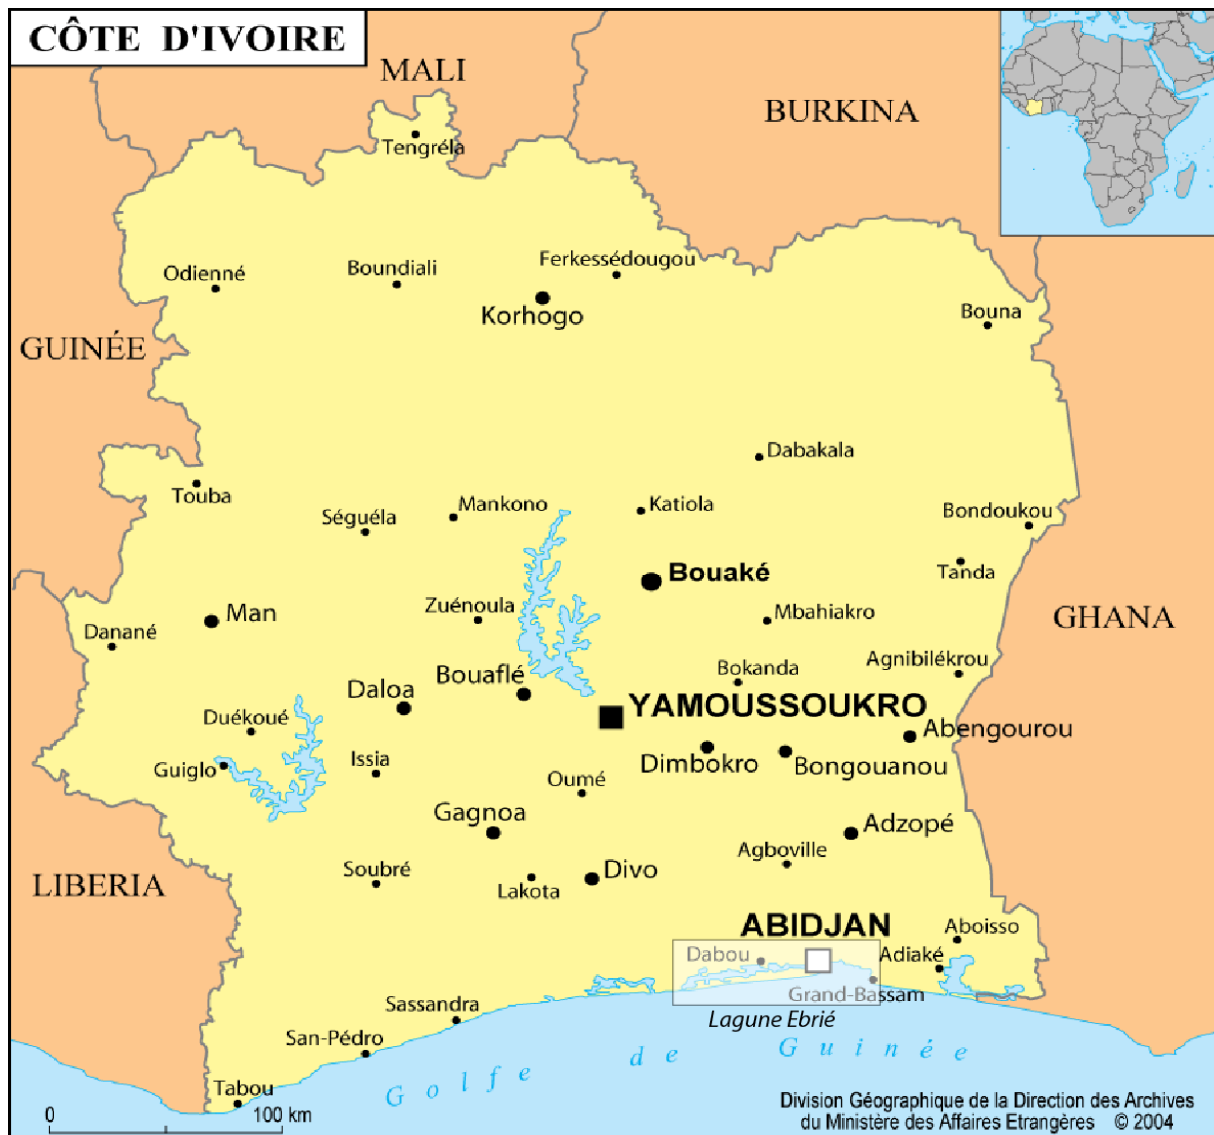 CÔTE D'IVOIRE
MALI
BURKINA
Tengréla
Ferkessédougou
Odienné
Boundiali
Korhogo
Bouna
GUINÉE
Dabakala
Touba
Mankono
Katiola
Séguéla
Bondoukou
Bouaké
Tanda
Zuénoula
Man
Mbahiakro
GHANA
Danané
Agnibilékrou
Bokanda
Bouaflé
Daloa
YAMOUSSOUKRO
Duékoué
Abengourou
Issia
Dimbokro
Bongouanou
Guiglo
Oumé
Gagnoa
Adzopé
Agboville
Soubré
Divo
LIBERIA
Lakota
ABIDJAN
Aboisso
Dabou
Adiaké
Grand-Bassam
Sassandra
Lagune Ebrié
San-Pédro
Golfe de Guinée
Tabou
0 100 km
Division Géographique de la Direction des Archives
du Ministère des Affaires Etrangères © 2004